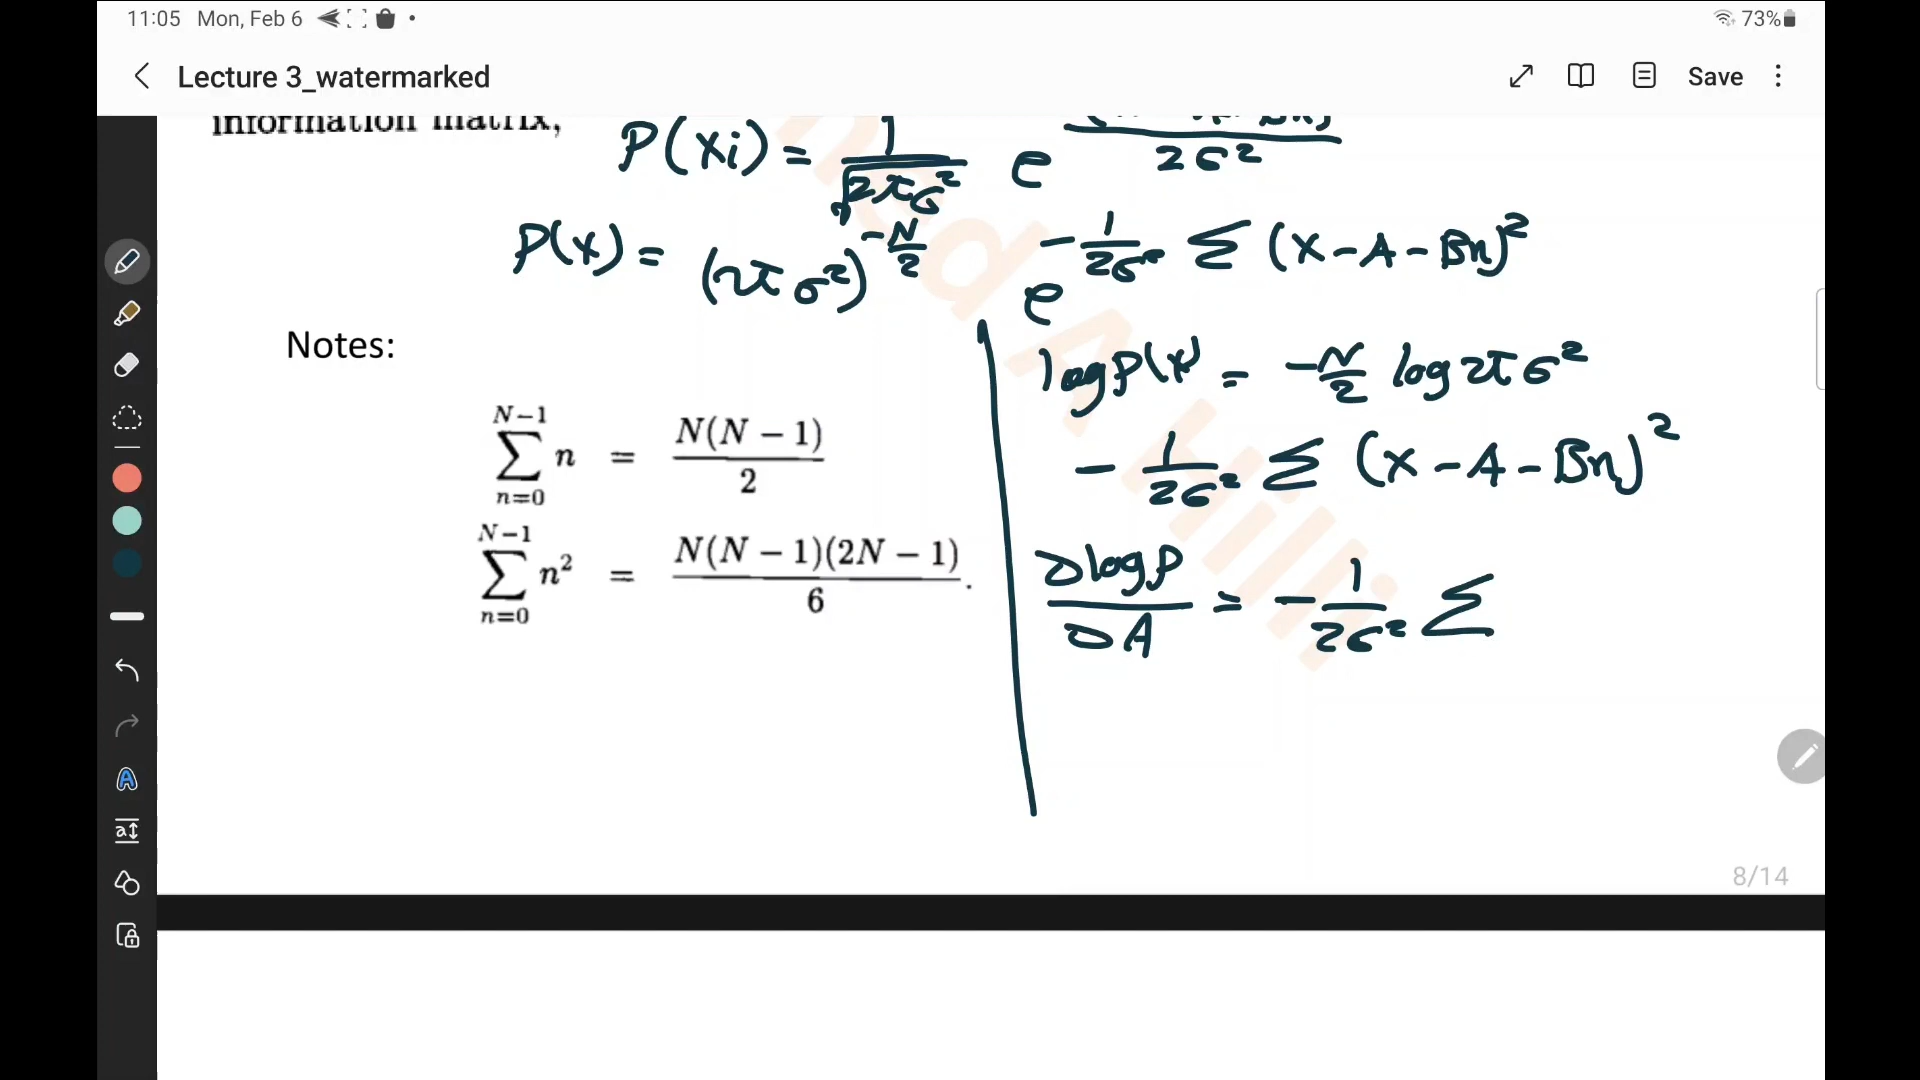 11:05 Mon, Feb 6
73%
Lecture 3_watermarked
Save
information matrix,
P(xi) = 1/√(2πσ²) e /2σ²
P(x) = (2πσ²)^(-N/2) e^(-1/2σ² Σ (x-A-Bn)²)
Notes:
log P(x) = -N/2 log 2πσ²
- 1/2σ² Σ (x-A-Bn)²
N-1 Σ n=0 n = N(N-1)/2
N-1 Σ n=0 n² = N(N-1)(2N-1)/6.
∂logP/∂A = -1/2σ² Σ
8/14